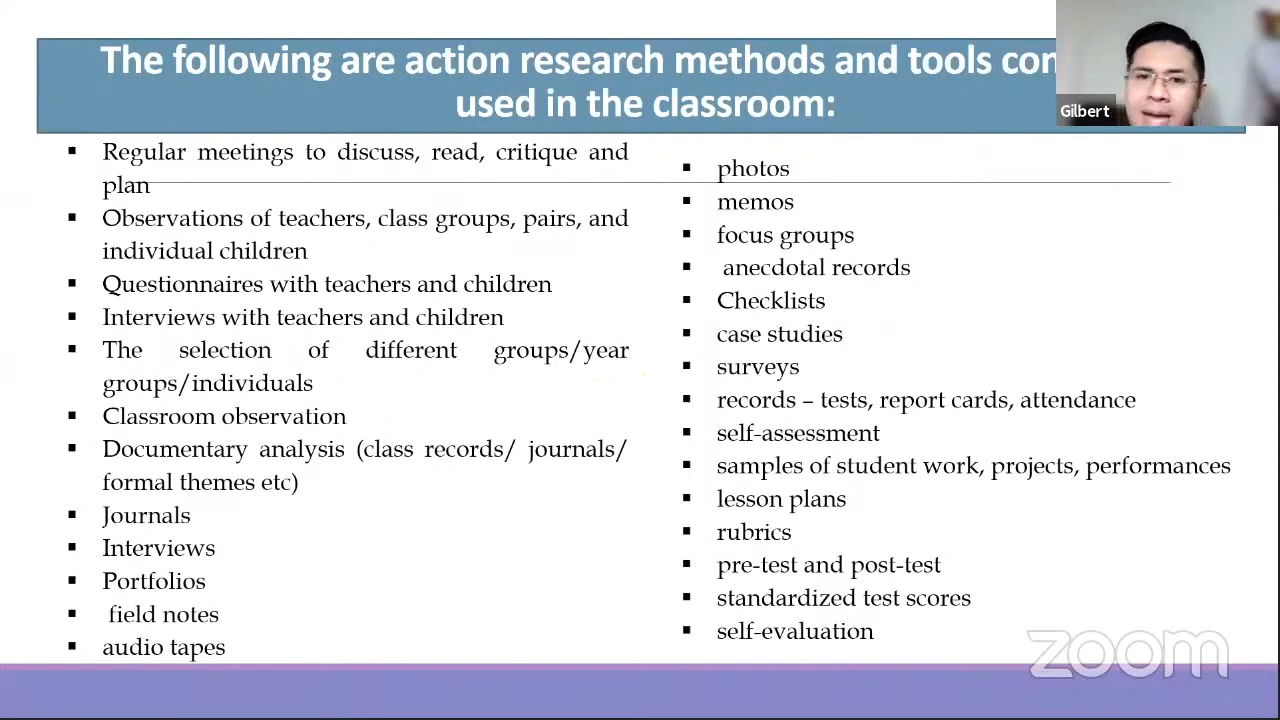 The following are action research methods and tools
used in the classroom:
Gilbert
▪ Regular meetings to discuss, read, critique and
plan
▪ Observations of teachers, class groups, pairs, and
individual children
▪ Questionnaires with teachers and children
▪ Interviews with teachers and children
▪ The selection of different groups/year
groups/individuals
▪ Classroom observation
▪ Documentary analysis (class records/ journals/
formal themes etc)
▪ Journals
▪ Interviews
▪ Portfolios
▪ field notes
▪ audio tapes
▪ photos
▪ memos
▪ focus groups
▪ anecdotal records
▪ Checklists
▪ case studies
▪ surveys
▪ records – tests, report cards, attendance
▪ self-assessment
▪ samples of student work, projects, performances
▪ lesson plans
▪ rubrics
▪ pre-test and post-test
▪ standardized test scores
▪ self-evaluation
zoom